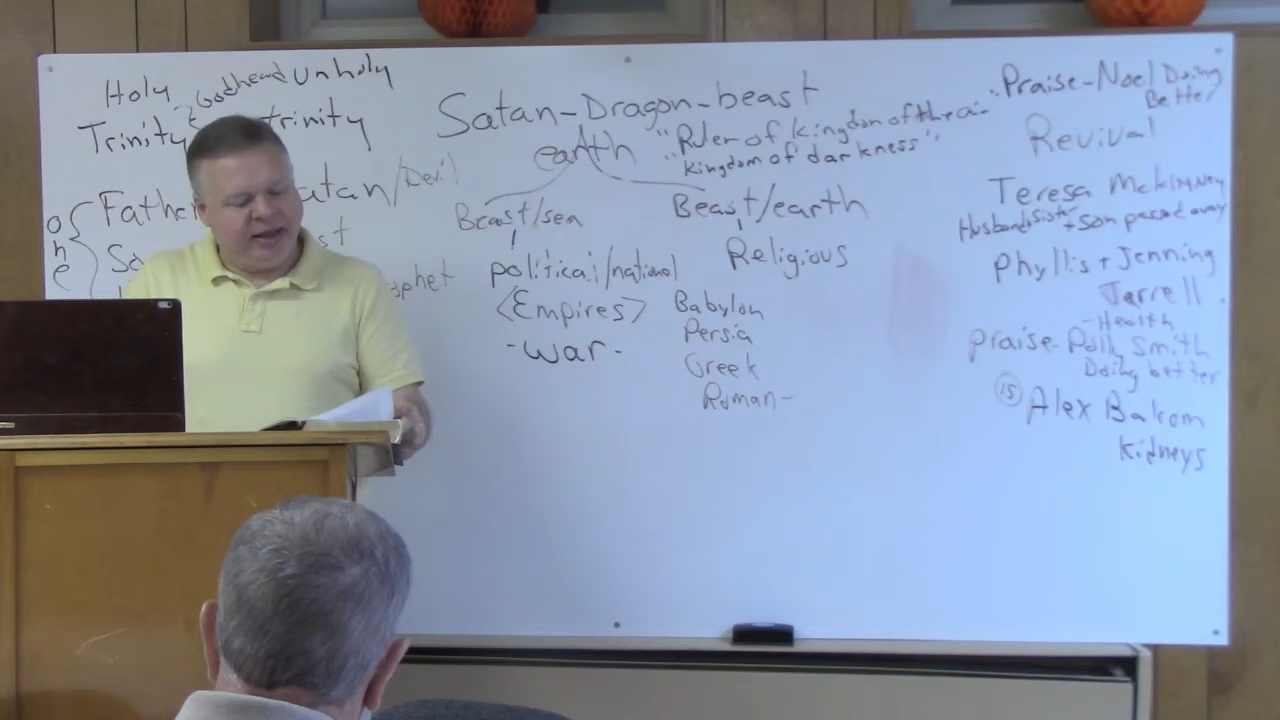 Holy
Godhead
Unholy
Trinity
trinity
Father
Satan/Devil
One
Satan-Dragon-beast
earth
"Ruler of kingdom of the air"
"kingdom of darkness"
Beast/sea
Beast/earth
political/national
Religious
<Empires>
-war-
Babylon
Persia
Greek
Roman-
Praise-Noel Doing
Better
Revival
Teresa McKinney
Husband sister
+ Son passed away
Phyllis + Jenning
Jarrell
-Health
praise-Polly Smith
Doing better
15 Alex
Kidneys